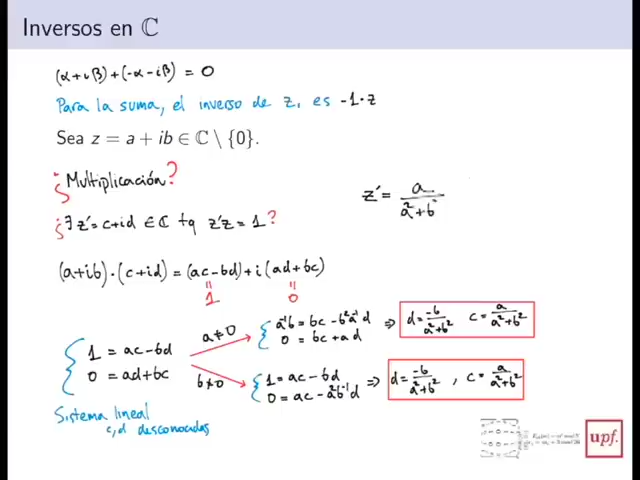 Inversos en ℂ
(α+iβ)+(-α-iβ) = 0
Para la suma, el inverso de z, es -1·z
Sea z = a + ib ∈ ℂ \ {0}.
¿Multiplicación?
z' = a/(a²+b²
¿∃ z' = c+id ∈ ℂ tq z'z = 1?
(a+ib)·(c+id) = (ac-bd)+i(ad+bc)
= =
1 0
{ 1 = ac-bd
0 = ad+bc
a≠0
{ a⁻¹b = bc - b²a⁻¹d
0 = bc + ad
⇒ d = -b/(a²+b²) c = a/(a²+b²)
b≠0
{ 1 = ac-bd
0 = ac - a²b⁻¹d
⇒ d = -b/(a²+b²) , c = a/(a²+b²)
Sistema lineal
c,d desconocidas
upf.